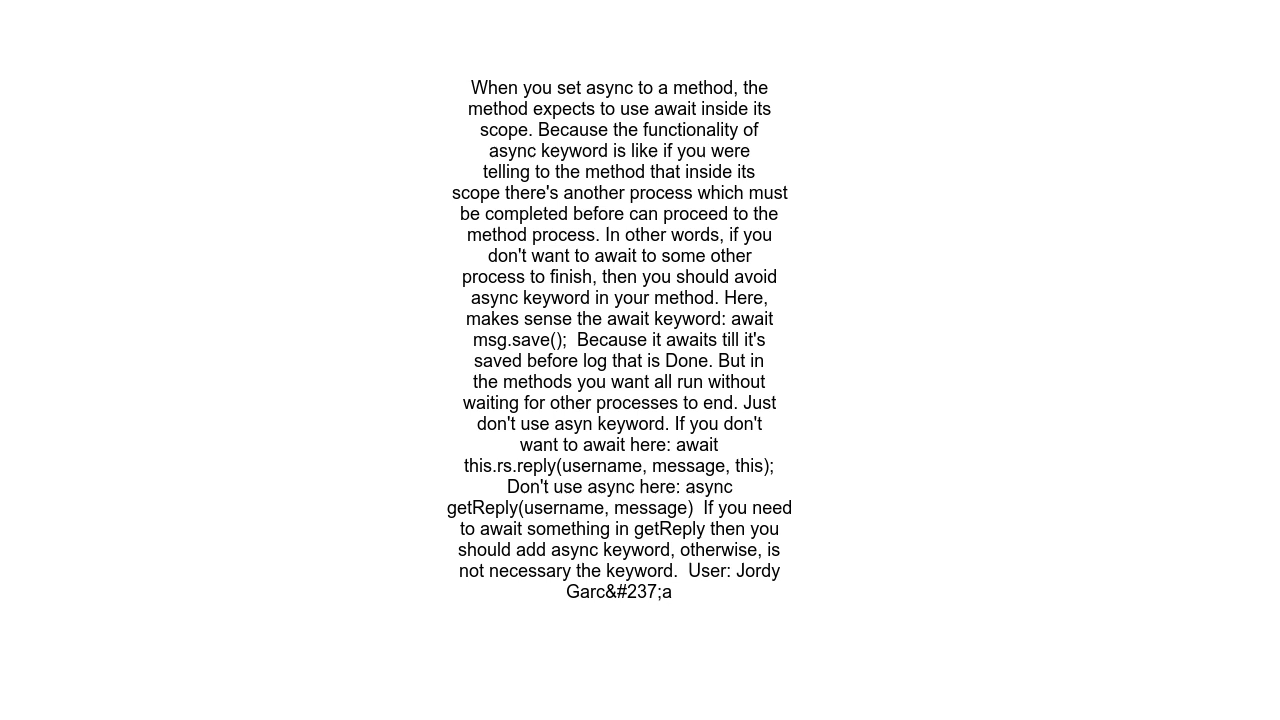 When you set async to a method, the
method expects to use await inside its
scope. Because the functionality of
async keyword is like if you were
telling to the method that inside its
scope there's another process which must
be completed before can proceed to the
method process. In other words, if you
don't want to await to some other
process to finish, then you should avoid
async keyword in your method. Here,
makes sense the await keyword: await
msg.save();  Because it awaits till it's
saved before log that is Done. But in
the methods you want all run without
waiting for other processes to end. Just
don't use asyn keyword. If you don't
want to await here: await
this.rs.reply(username, message, this);
Don't use async here: async
getReply(username, message)  If you need
to await something in getReply then you
should add async keyword, otherwise, is
not necessary the keyword.  User: Jordy
Garc&#237;a